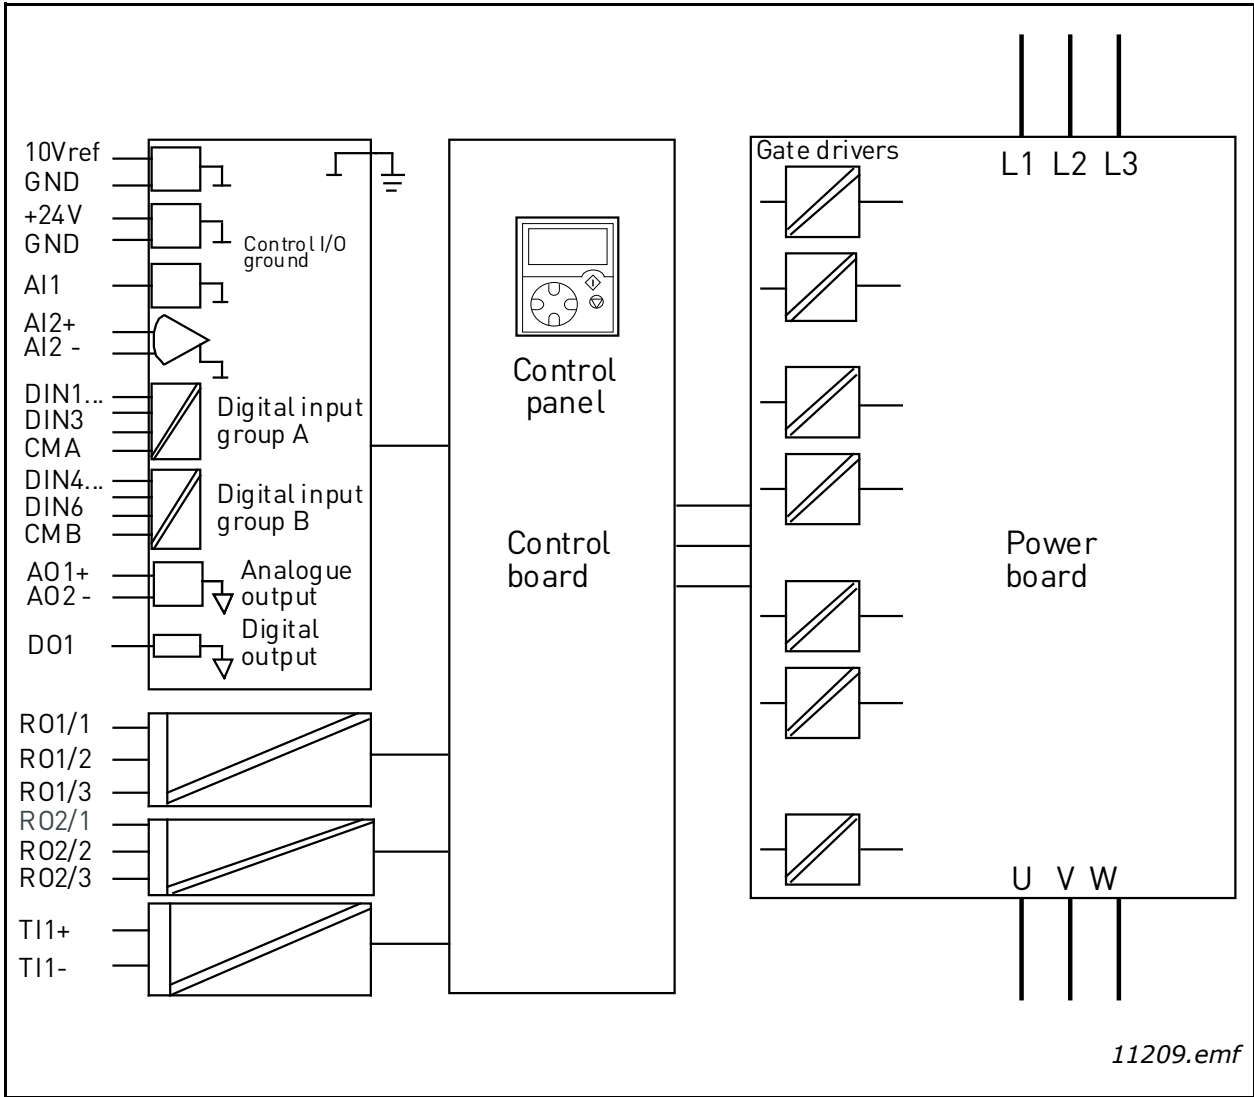 10Vref
GND
+24V
GND
Control I/O
ground
AI1
AI2+
AI2 -
DIN1...
DIN3
CMA
Digital input
group A
DIN4...
DIN6
CMB
Digital input
group B
AO1+
AO2 -
Analogue
output
DO1
Digital
output
RO1/1
RO1/2
RO1/3
RO2/1
RO2/2
RO2/3
TI1+
TI1-
Control
panel
Control
board
Gate drivers
L1 L2 L3
Power
board
U V W
11209.emf